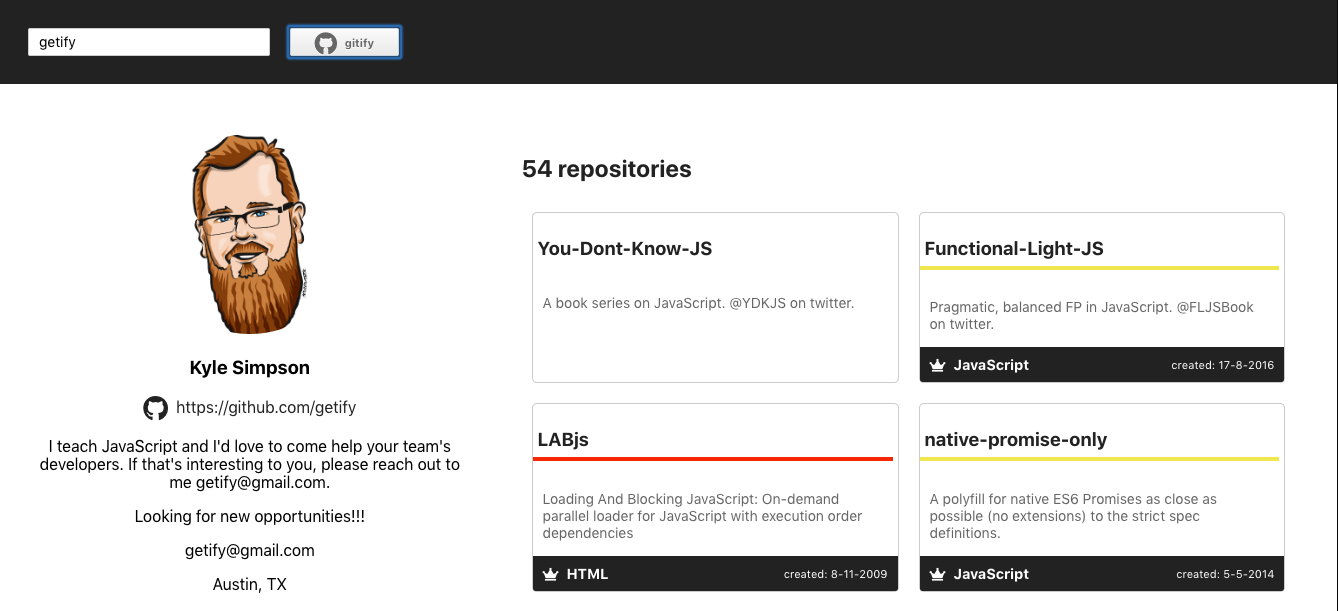 getify
gitify
Kyle Simpson
https://github.com/getify
I teach JavaScript and I'd love to come help your team's
developers. If that's interesting to you, please reach out to
me getify@gmail.com.
Looking for new opportunities!!!
getify@gmail.com
Austin, TX
54 repositories
You-Dont-Know-JS
A book series on JavaScript. @YDKJS on twitter.
Functional-Light-JS
Pragmatic, balanced FP in JavaScript. @FLJSBook
on twitter.
JavaScript
created: 17-8-2016
LABjs
Loading And Blocking JavaScript: On-demand
parallel loader for JavaScript with execution order
dependencies
HTML
created: 8-11-2009
native-promise-only
A polyfill for native ES6 Promises as close as
possible (no extensions) to the strict spec
definitions.
JavaScript
created: 5-5-2014